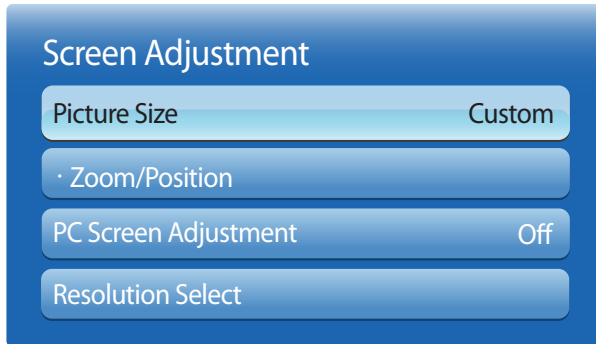 Screen Adjustment
Picture Size Custom
· Zoom/Position
PC Screen Adjustment Off
Resolution Select